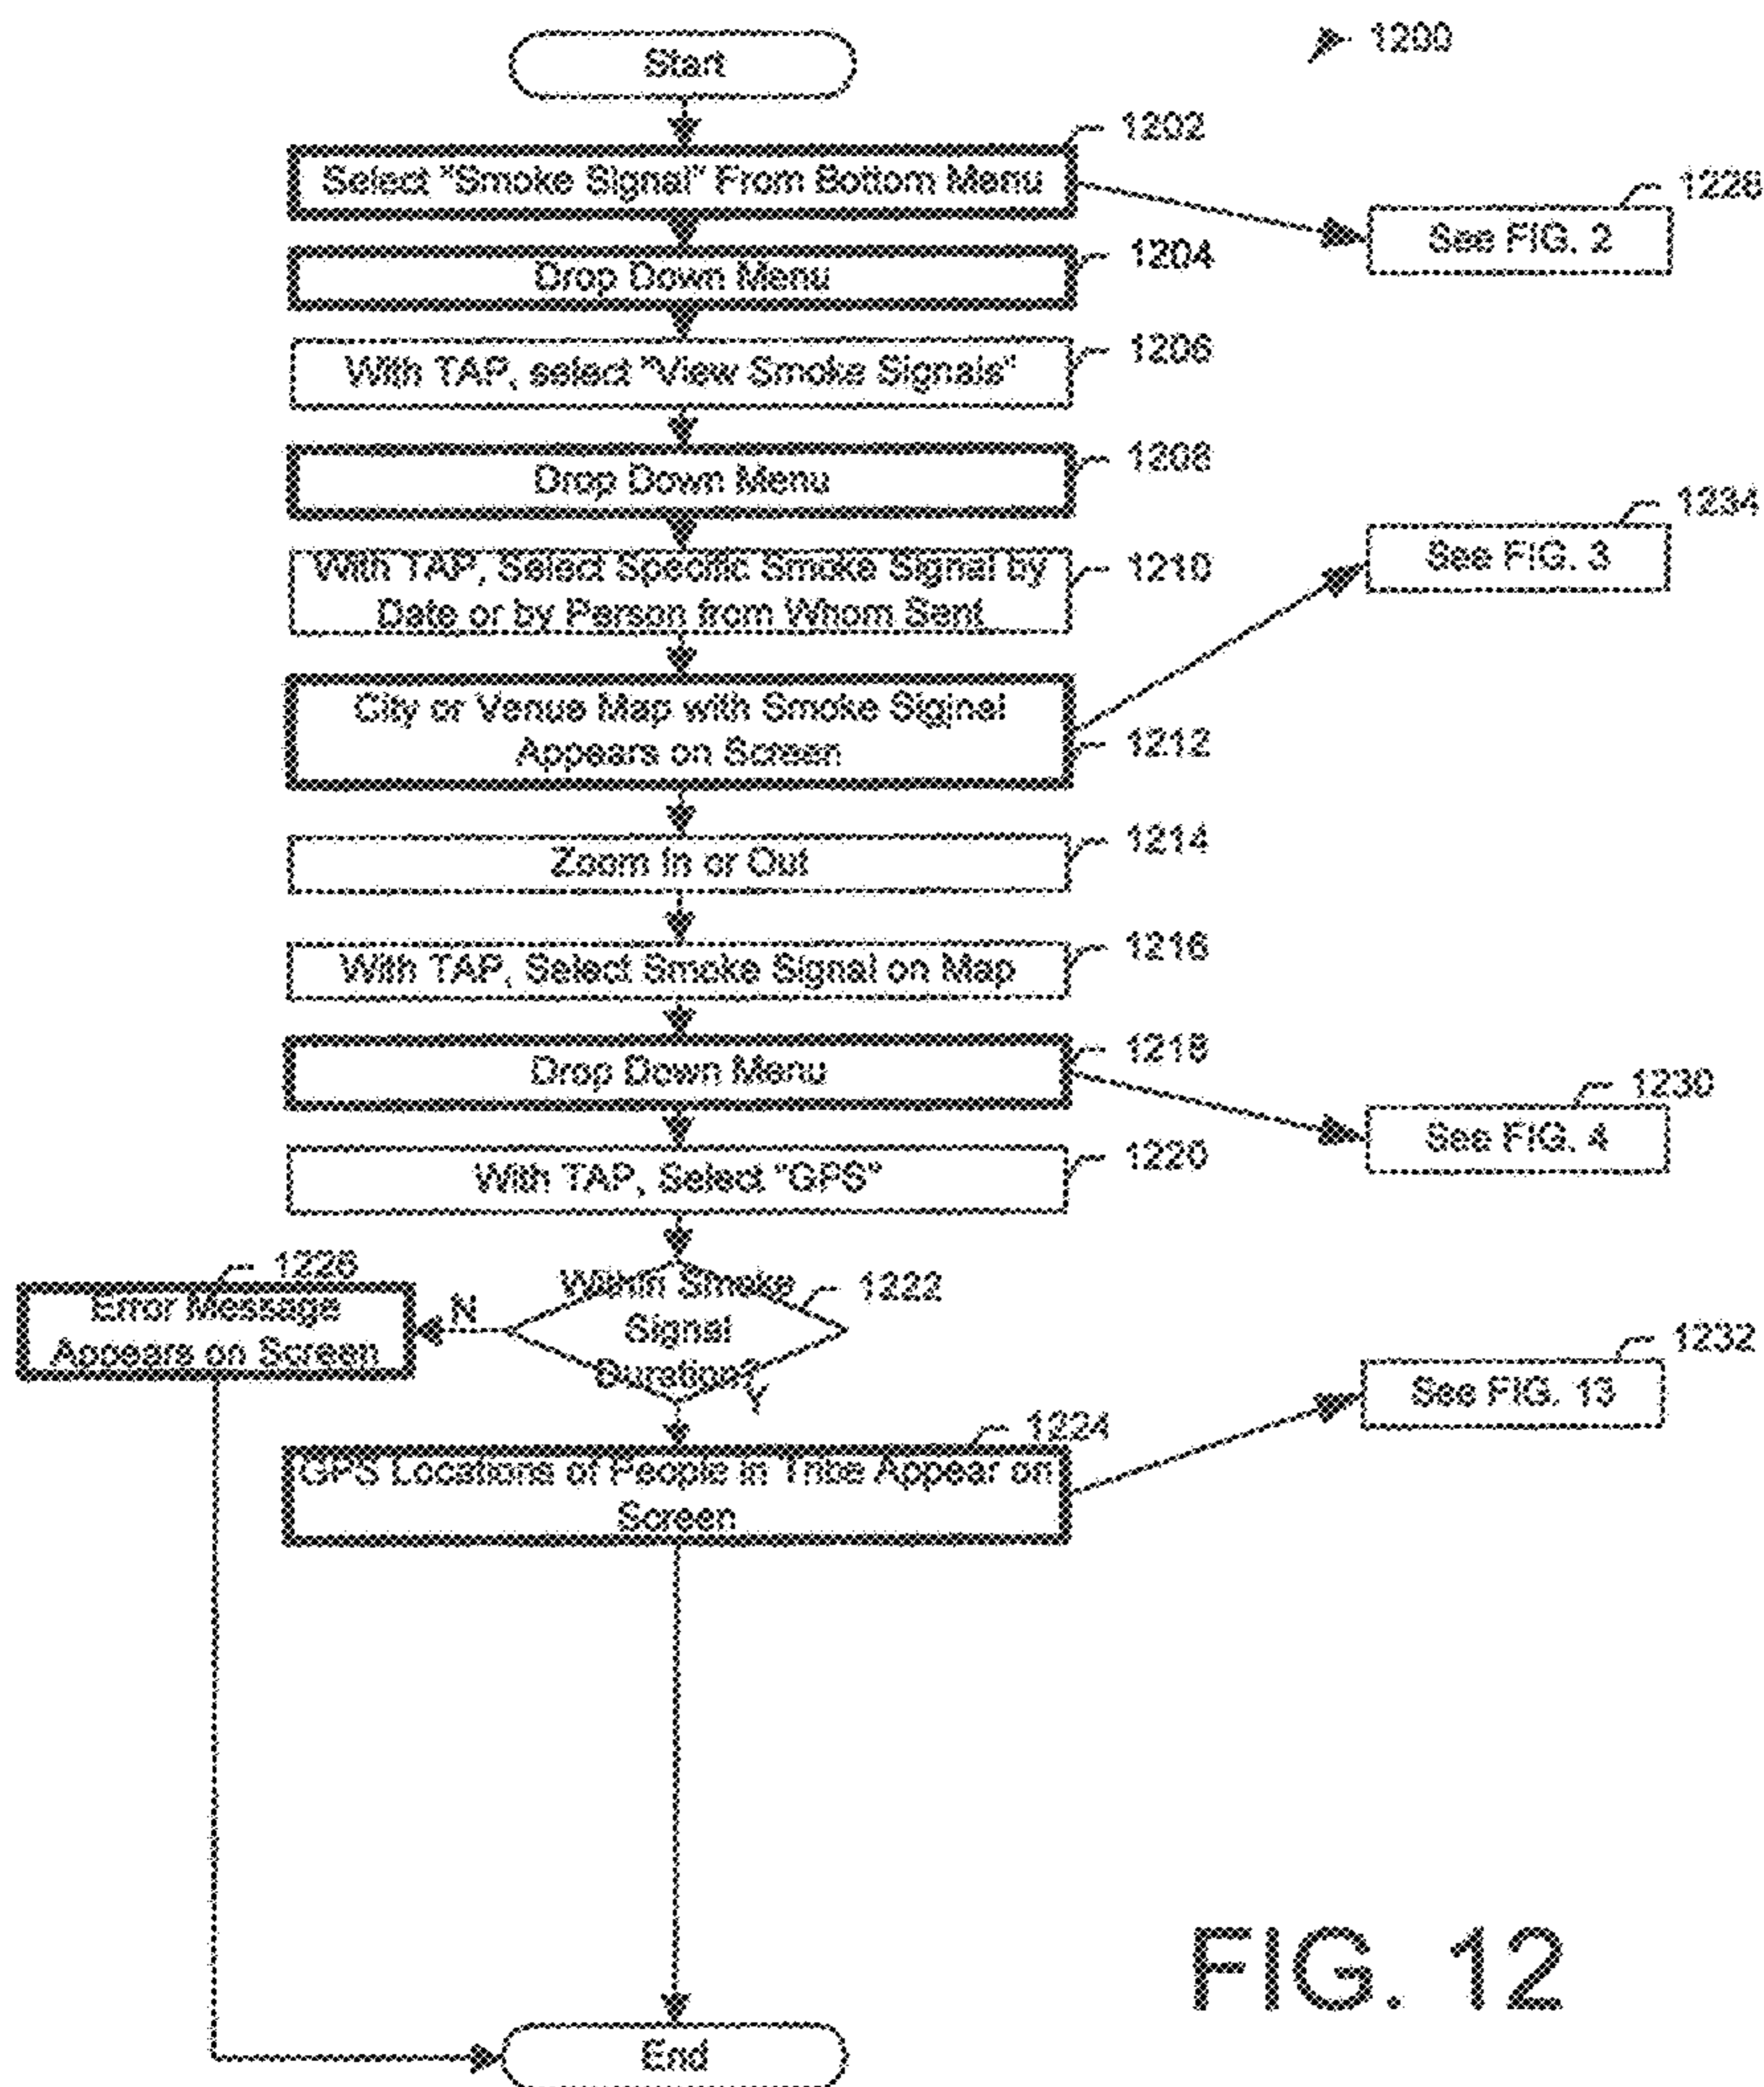 Start
1200
1202
Select "Smoke Signal" From Bottom Menu
1228
See FIG. 2
1204
Drop Down Menu
1206
With TAP, select "View Smoke Signals"
1208
Drop Down Menu
1234
See FIG. 3
1210
With TAP, Select Specific Smoke Signal by
Date or by Person from Whom Sent
City or Venue Map with Smoke Signal
Appears on Screen
1212
1214
Zoom In or Out
1216
With TAP, Select Smoke Signal on Map
1218
Drop Down Menu
1230
See FIG. 4
1220
With TAP, Select "GPS"
1226
Error Message
Appears on Screen
N
Within Smoke
Signal
Duration?
1222
Y
1232
See FIG. 13
1224
GPS Locations of People in Tribe Appear on
Screen
FIG. 12
End